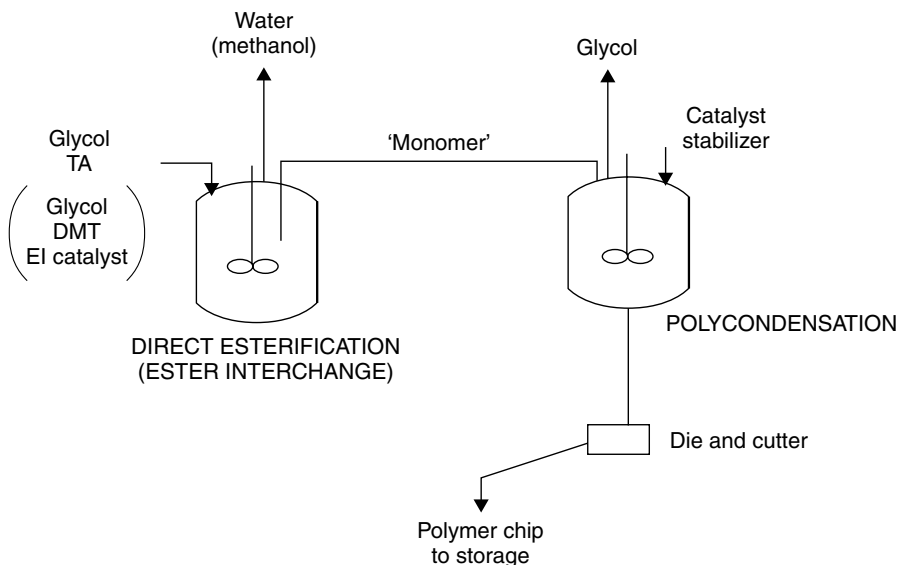 Water
(methanol)
Glycol
Catalyst
stabilizer
Glycol
TA
‘Monomer’
Glycol
DMT
EI catalyst
DIRECT ESTERIFICATION
(ESTER INTERCHANGE)
POLYCONDENSATION
Die and cutter
Polymer chip
to storage